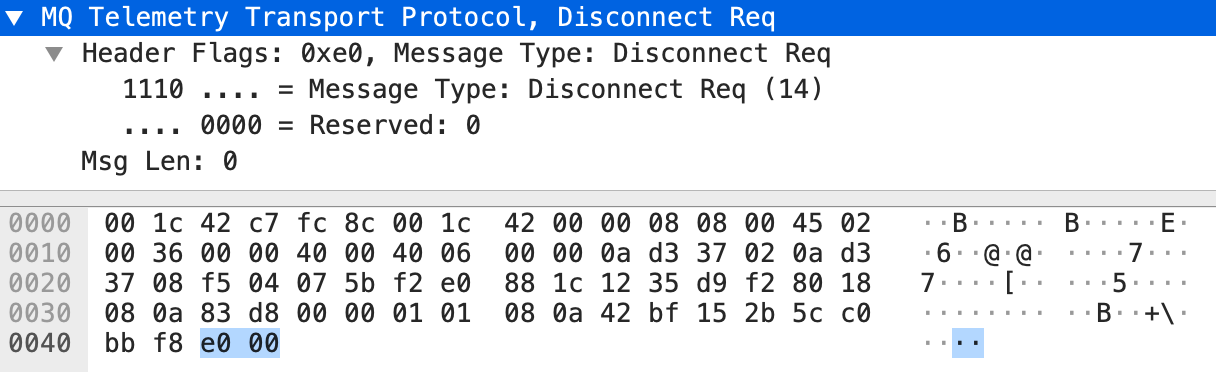 ▼ MQ Telemetry Transport Protocol, Disconnect Req
▼ Header Flags: 0xe0, Message Type: Disconnect Req
1110 .... = Message Type: Disconnect Req (14)
.... 0000 = Reserved: 0
Msg Len: 0
0000 00 1c 42 c7 fc 8c 00 1c 42 00 00 08 08 00 45 02 ··B····· B·····E·
0010 00 36 00 00 40 00 40 06 00 00 0a d3 37 02 0a d3 ·6··@·@· ····7···
0020 37 08 f5 04 07 5b f2 e0 88 1c 12 35 d9 f2 80 18 7····[·· ···5····
0030 08 0a 83 d8 00 00 01 01 08 0a 42 bf 15 2b 5c c0 ········ ··B··+\·
0040 bb f8 e0 00 ····